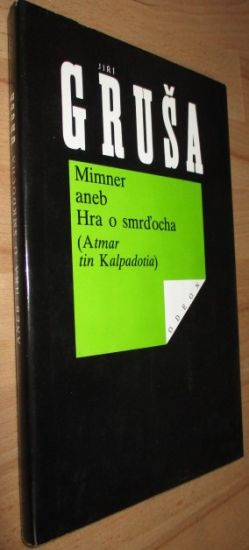 JIŘÍ
GRUŠA
Mimner
aneb
Hra o smrďocha
(Atmar
tin Kalpadotia)
ODEON